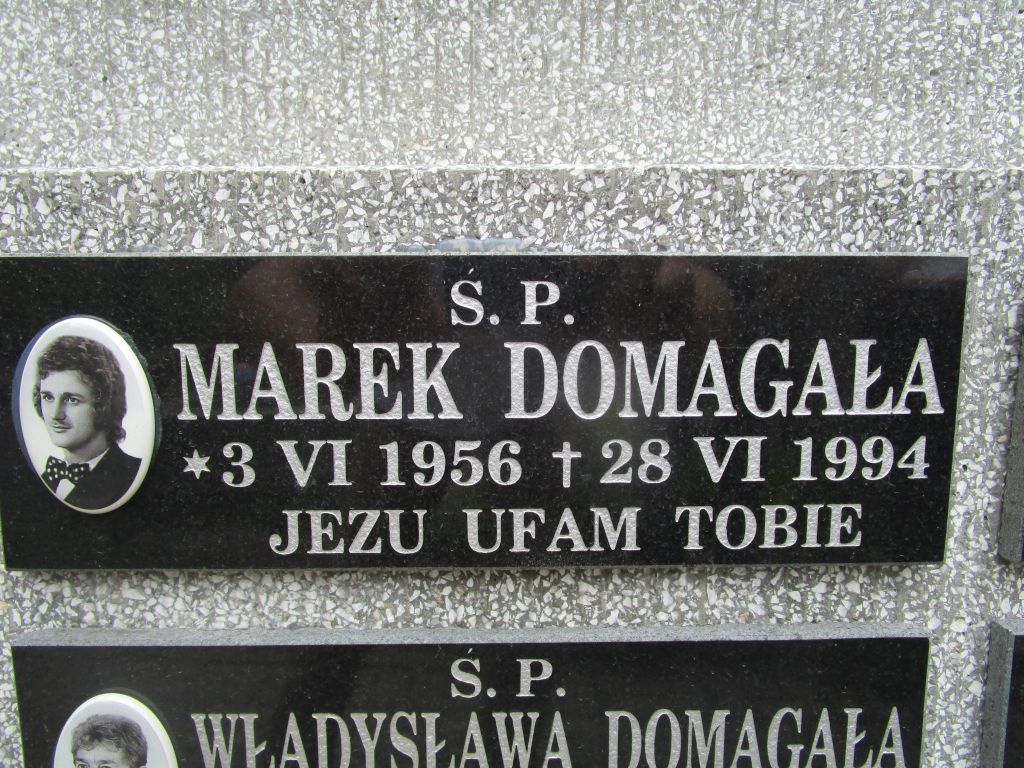 Ś. P.
MAREK DOMAGAŁA
*3 VI 1956 †28 VI 1994
JEZU UFAM TOBIE
Ś. P.
WŁADYSŁAWA DOMAGAŁA